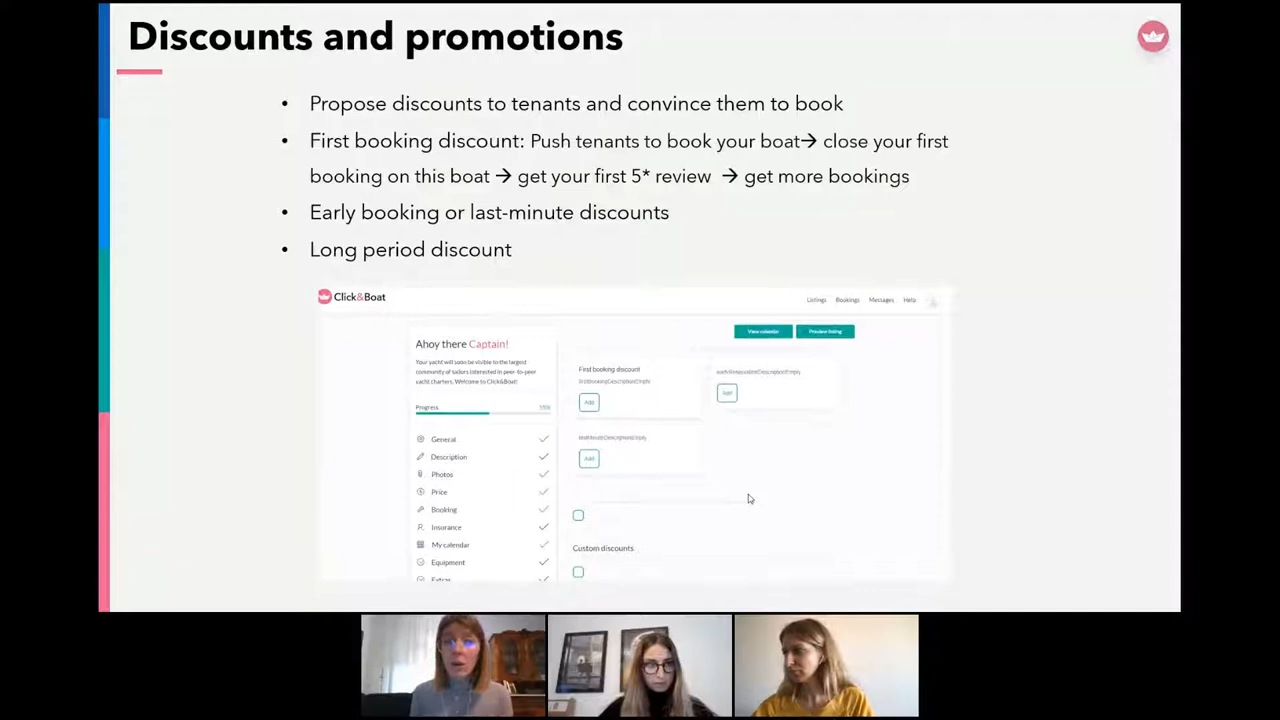 Discounts and promotions
• Propose discounts to tenants and convince them to book
• First booking discount: Push tenants to book your boat→ close your first
booking on this boat → get your first 5* review → get more bookings
• Early booking or last-minute discounts
• Long period discount
Click&Boat
Listings Bookings Messages Help
View calendar Preview listing
Ahoy there Captain!
Your yacht will soon be visible to the largest
community of sailors interested in peer-to-peer
yacht charters. Welcome to Click&Boat!
Progress
General
Description
Photos
Price
Booking
Insurance
My calendar
Equipment
Extras
First booking discount
firstBookingDescriptionEmpty
Add
Add
Add
Custom discounts